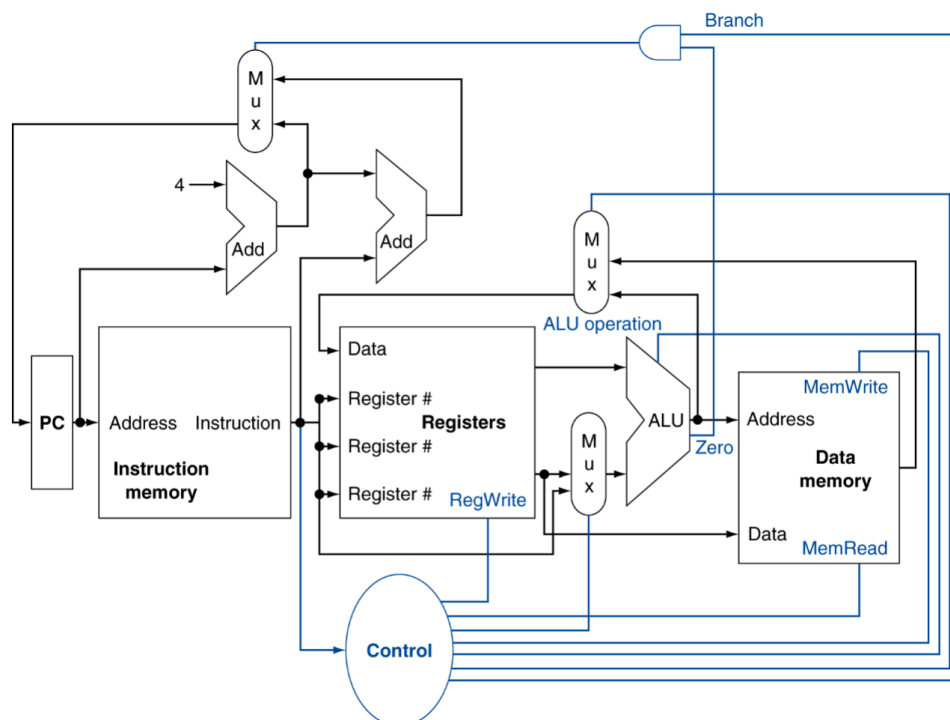 Branch
M
u
x
4
Add
Add
M
u
x
ALU operation
Data
Register #
Registers
Register #
Register #
RegWrite
PC
Address
Instruction
Instruction
memory
M
u
x
ALU
Zero
MemWrite
Address
Data
memory
Data
MemRead
Control